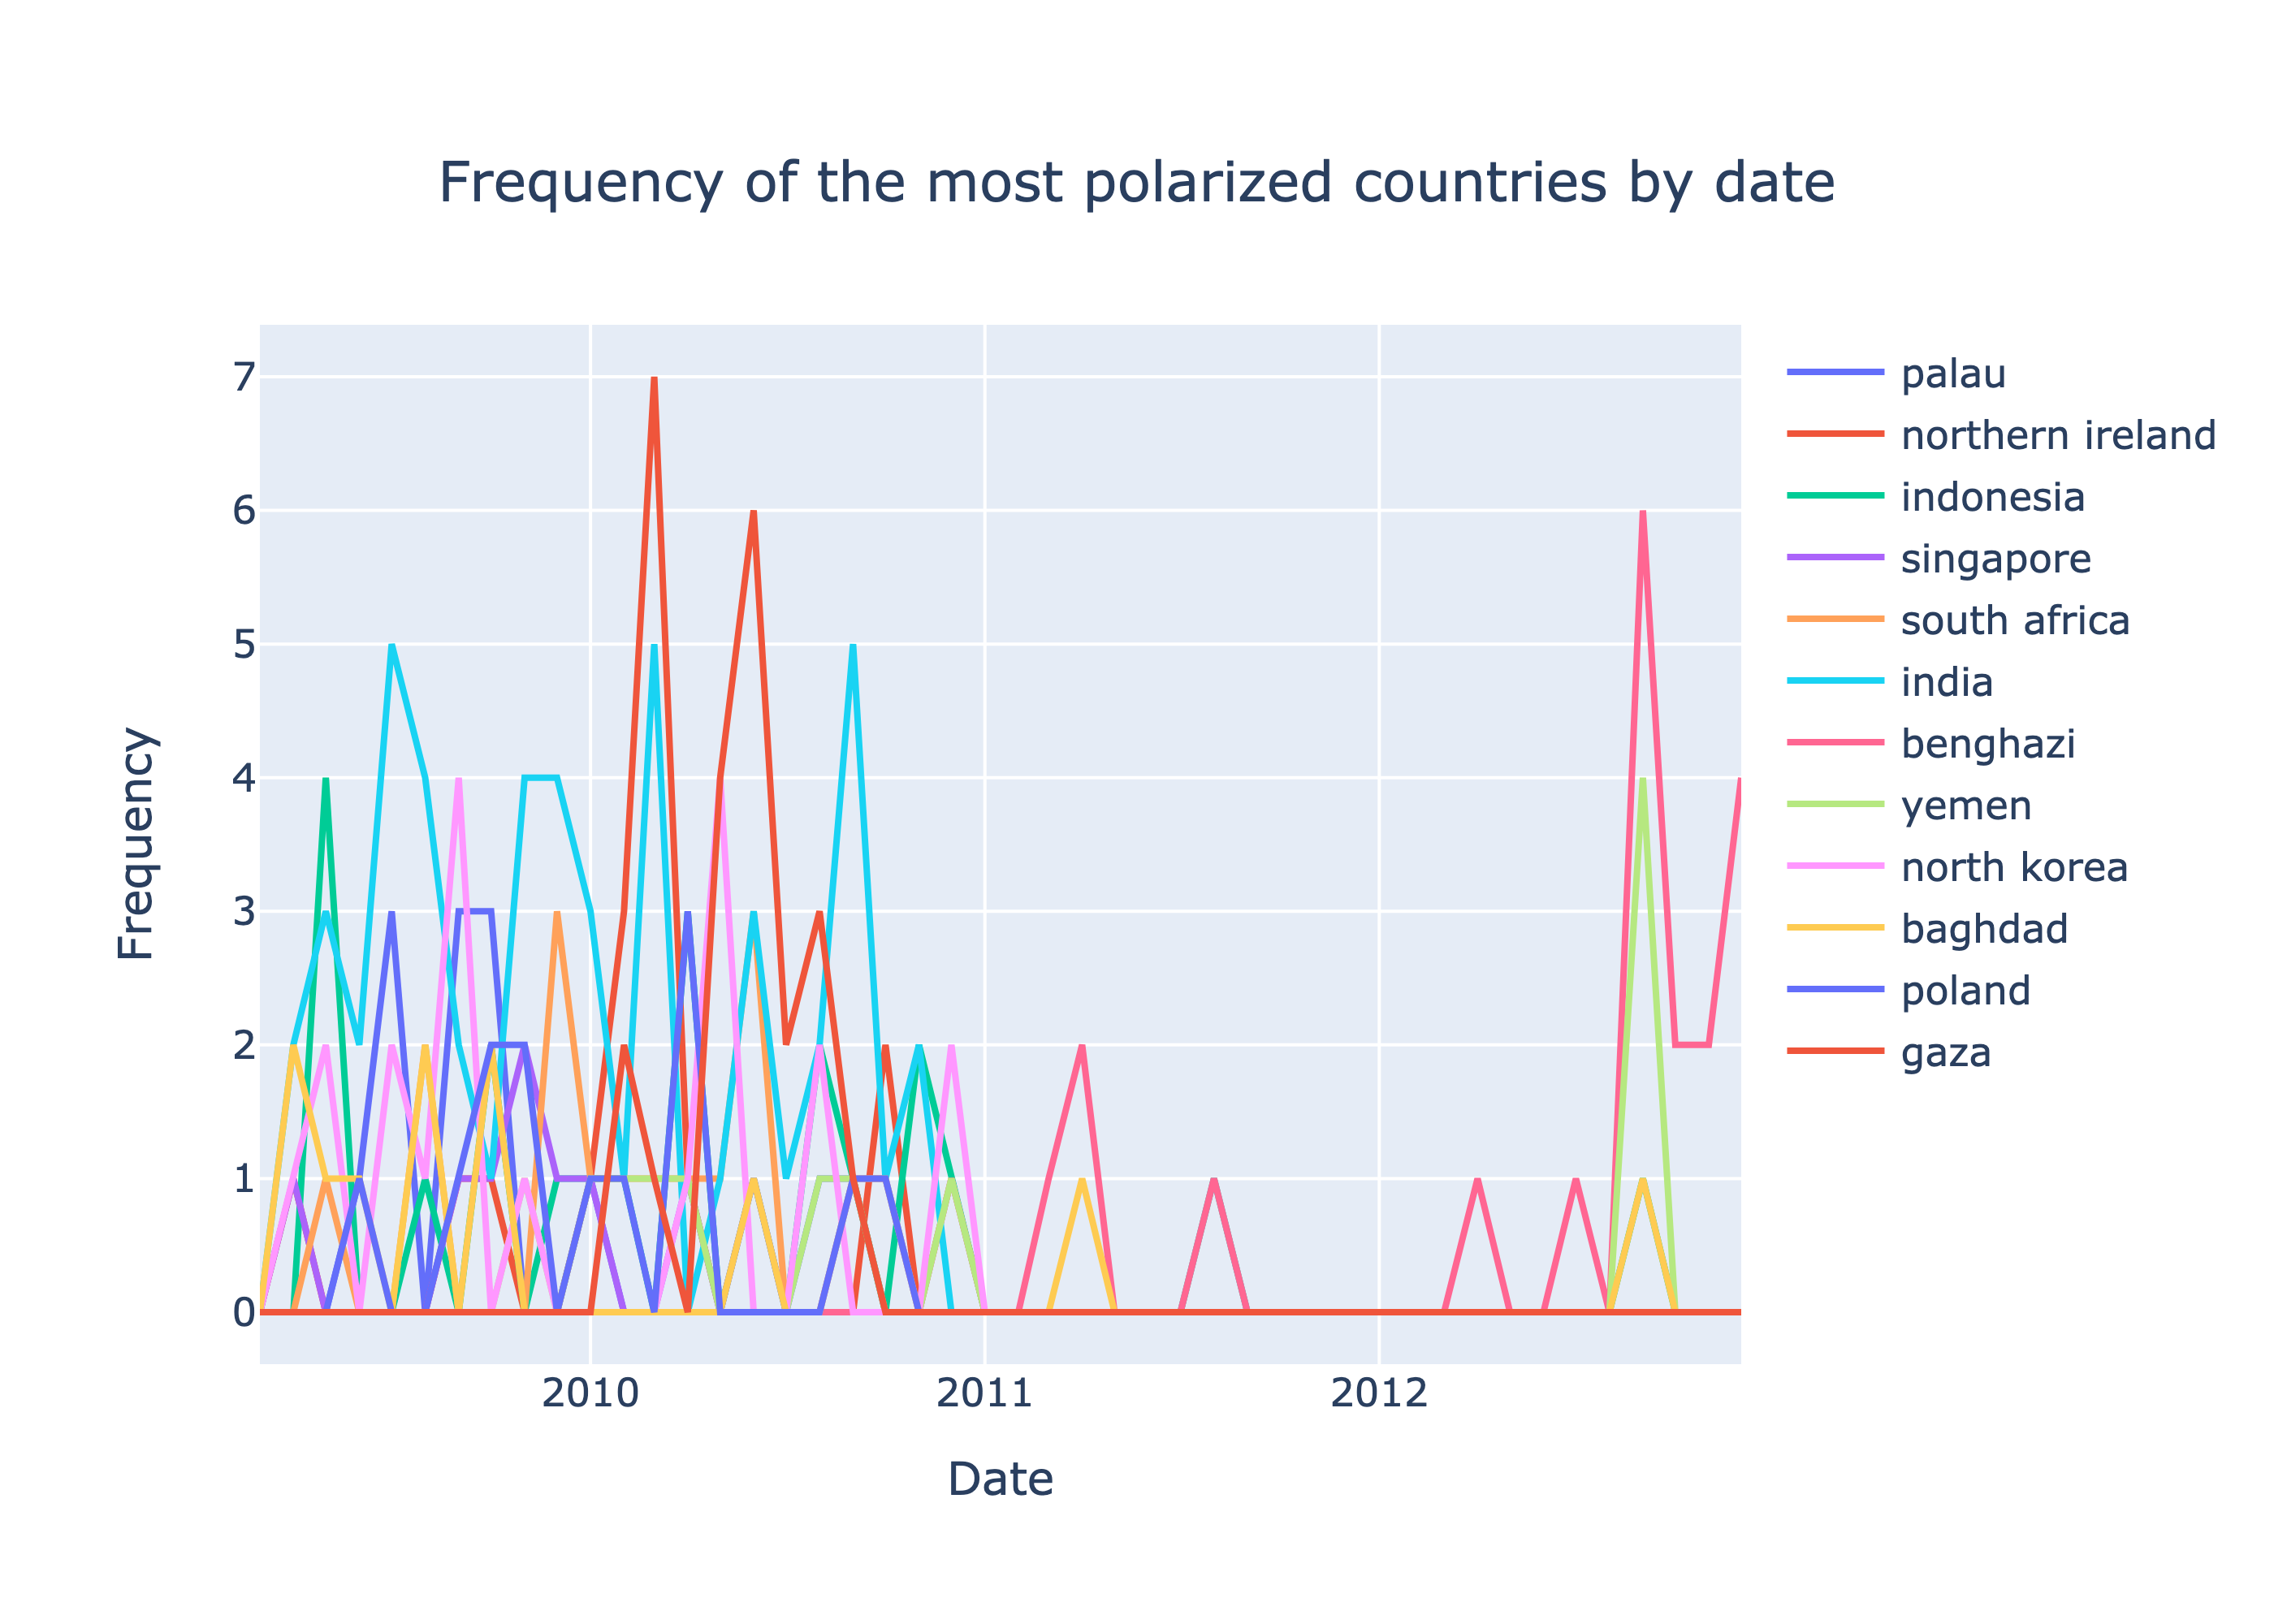 Frequency of the most polarized countries by date
7
6
5
4
3
2
1
0
Frequency
2010
2011
2012
Date
palau
northern ireland
indonesia
singapore
south africa
india
benghazi
yemen
north korea
baghdad
poland
gaza